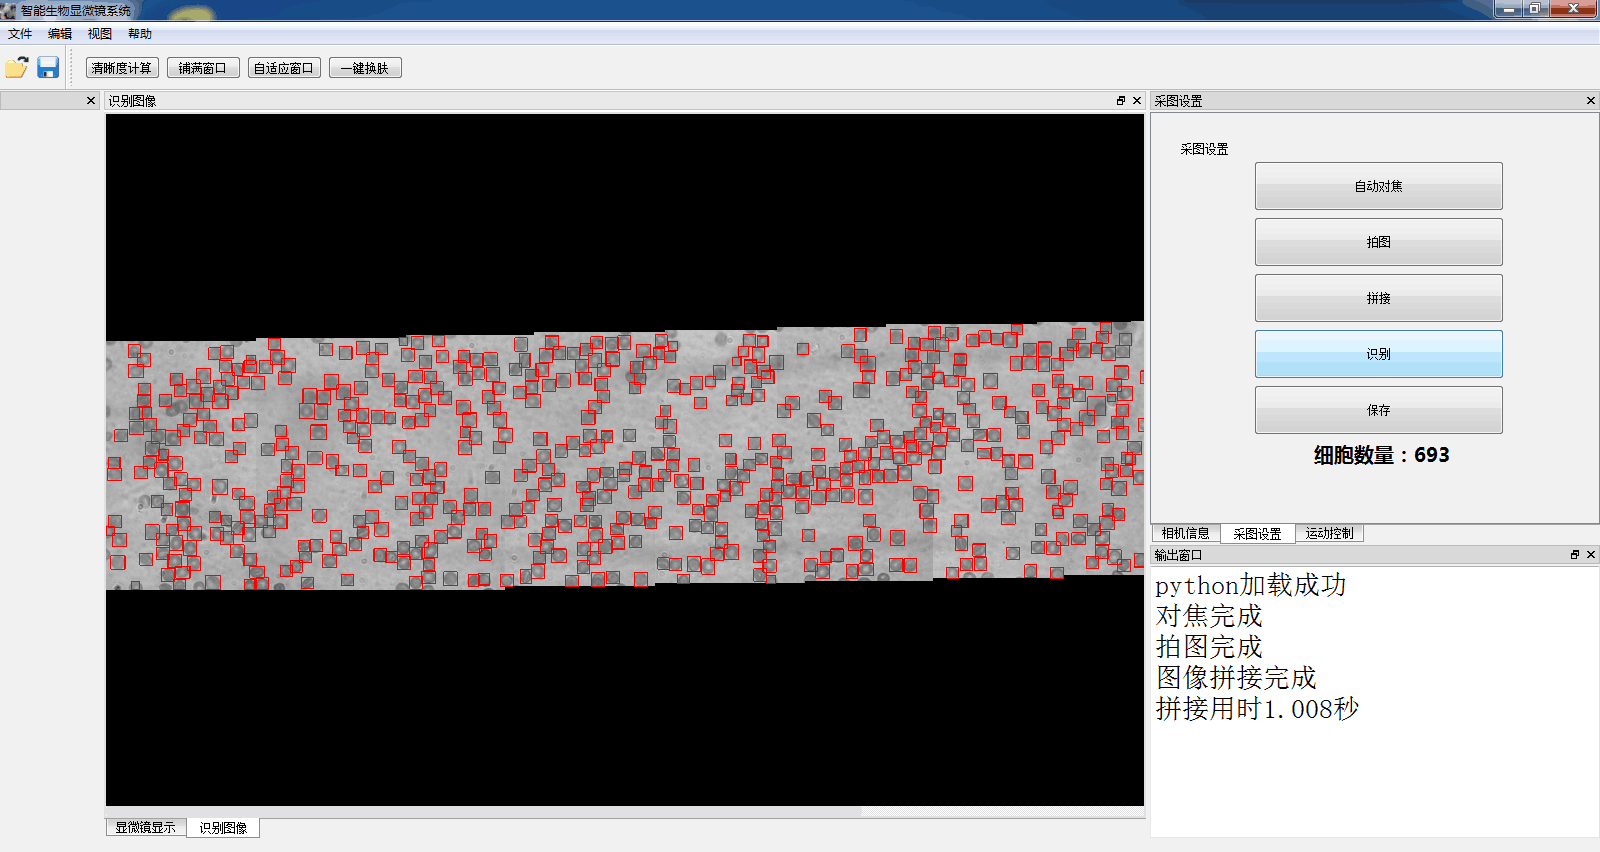 智能生物显微镜系统
文件 编辑 视图 帮助
清晰度计算 铺满窗口 自适应窗口 一键换肤
识别图像
采图设置
采图设置
自动对焦
拍图
拼接
识别
保存
细胞数量：693
相机信息 采图设置 运动控制
输出窗口
python加载成功
对焦完成
拍图完成
图像拼接完成
拼接用时1.008秒
显微镜显示 识别图像